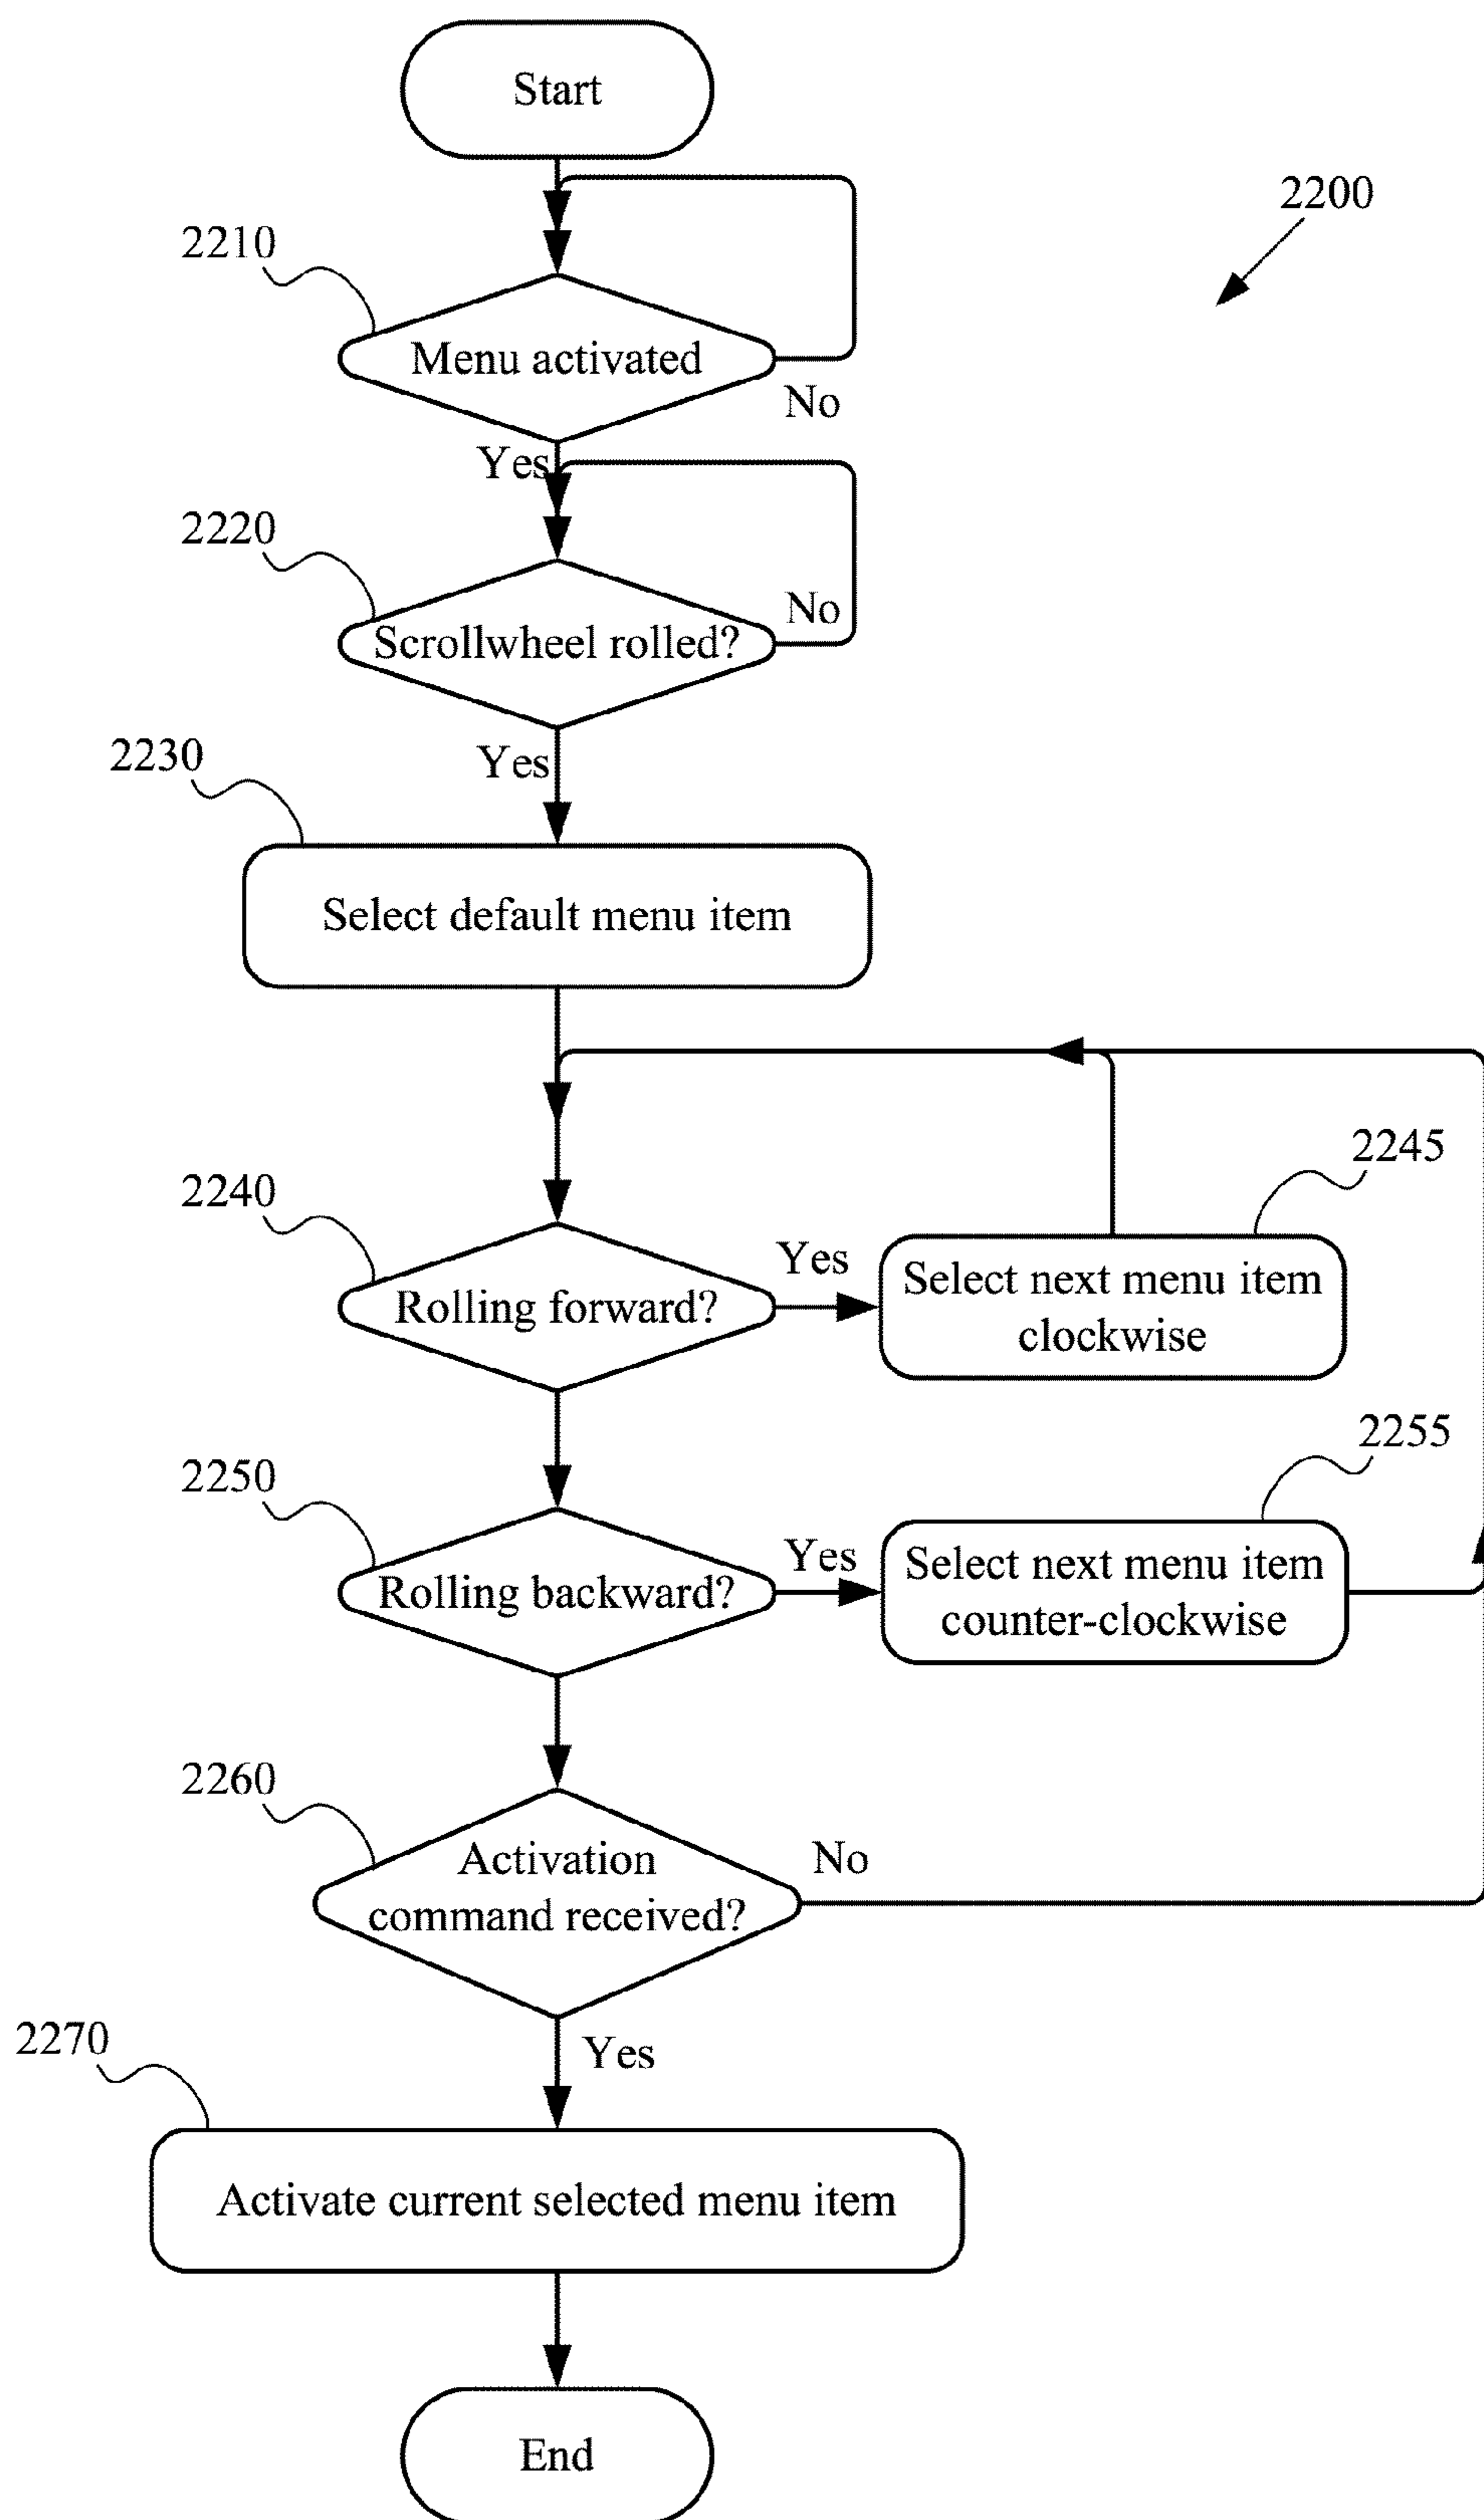 Start
2200
2210
Menu activated
No
Yes
2220
No
Scrollwheel rolled?
2230
Yes
Select default menu item
2245
2240
Yes
Select next menu item
clockwise
Rolling forward?
2255
2250
Yes
Select next menu item
counter-clockwise
Rolling backward?
2260
Activation
command received?
No
2270
Yes
Activate current selected menu item
End